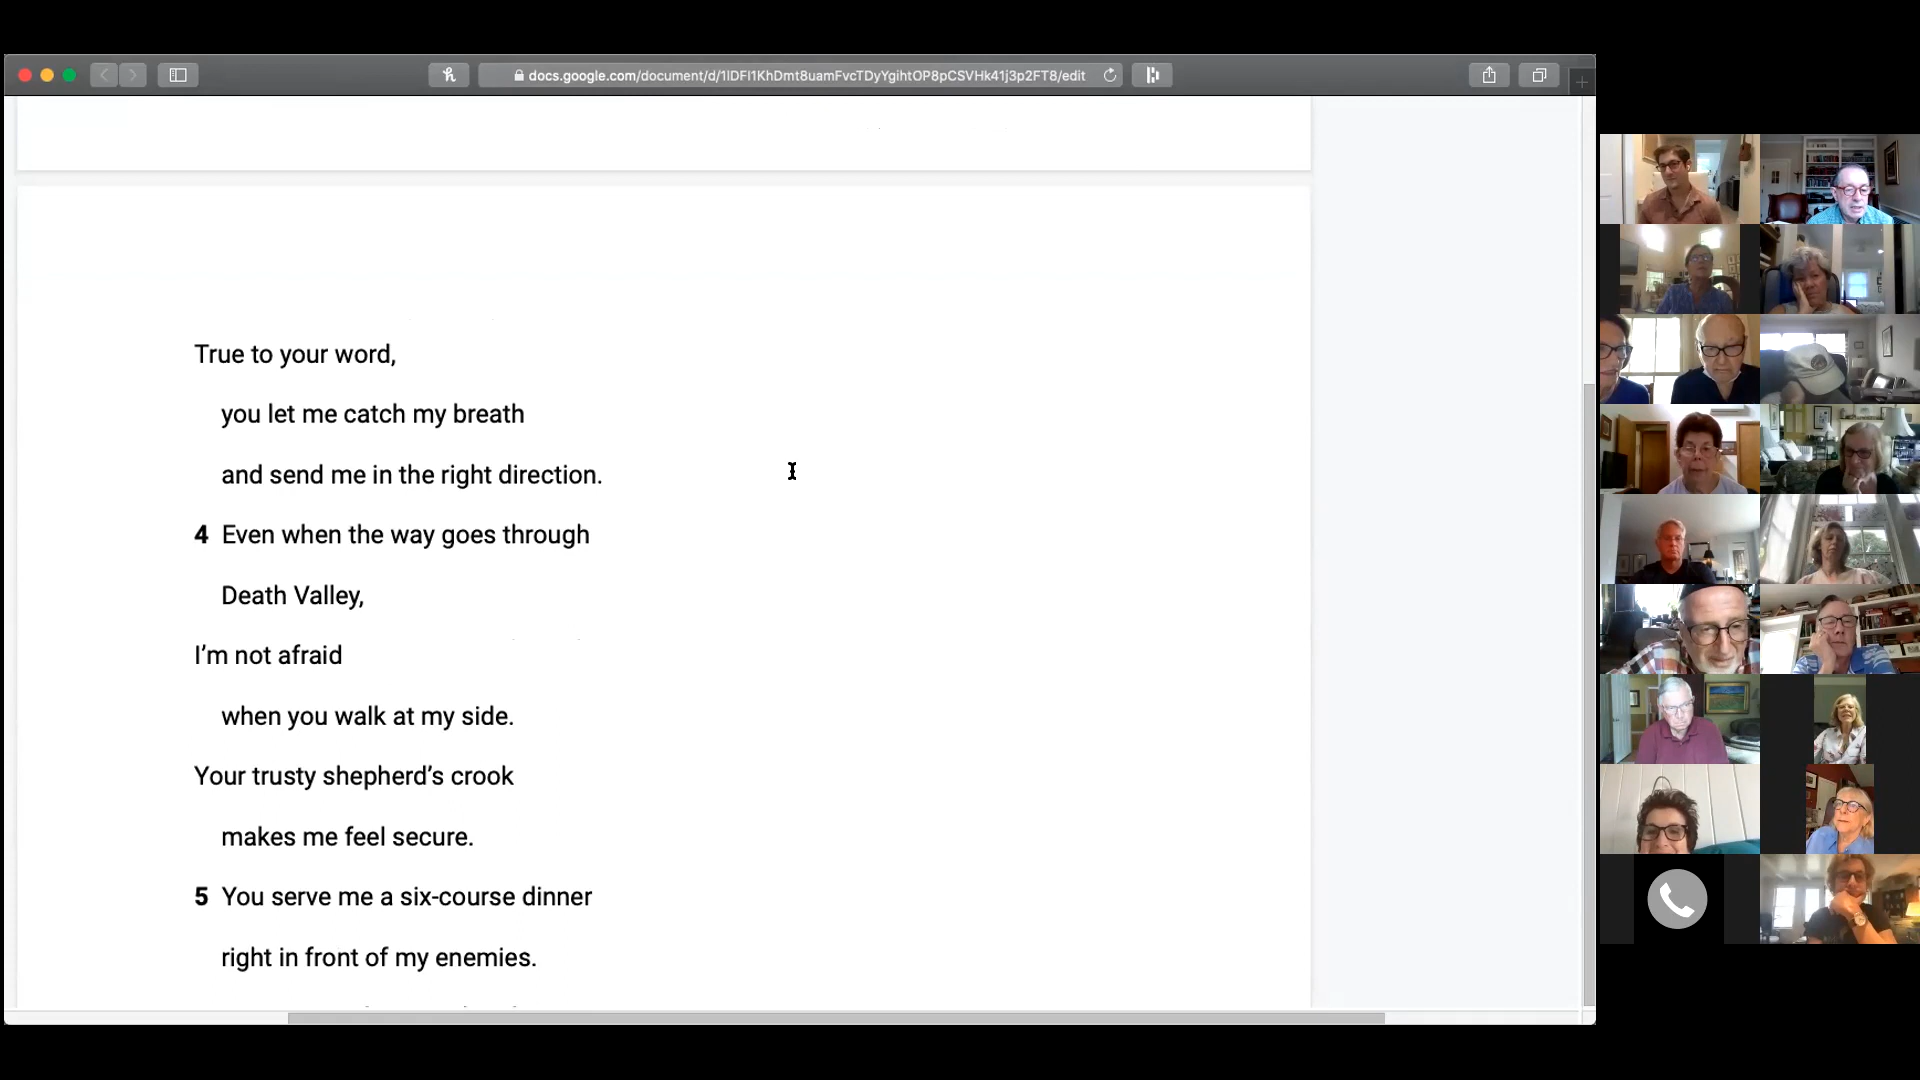 docs.google.com/document/d/1lDFl1KhDmt8uamFvcTDyYgihtOP8pCSVHk41j3p2FT8/edit
True to your word,
you let me catch my breath
and send me in the right direction.
4 Even when the way goes through
Death Valley,
I’m not afraid
when you walk at my side.
Your trusty shepherd’s crook
makes me feel secure.
5 You serve me a six-course dinner
right in front of my enemies.